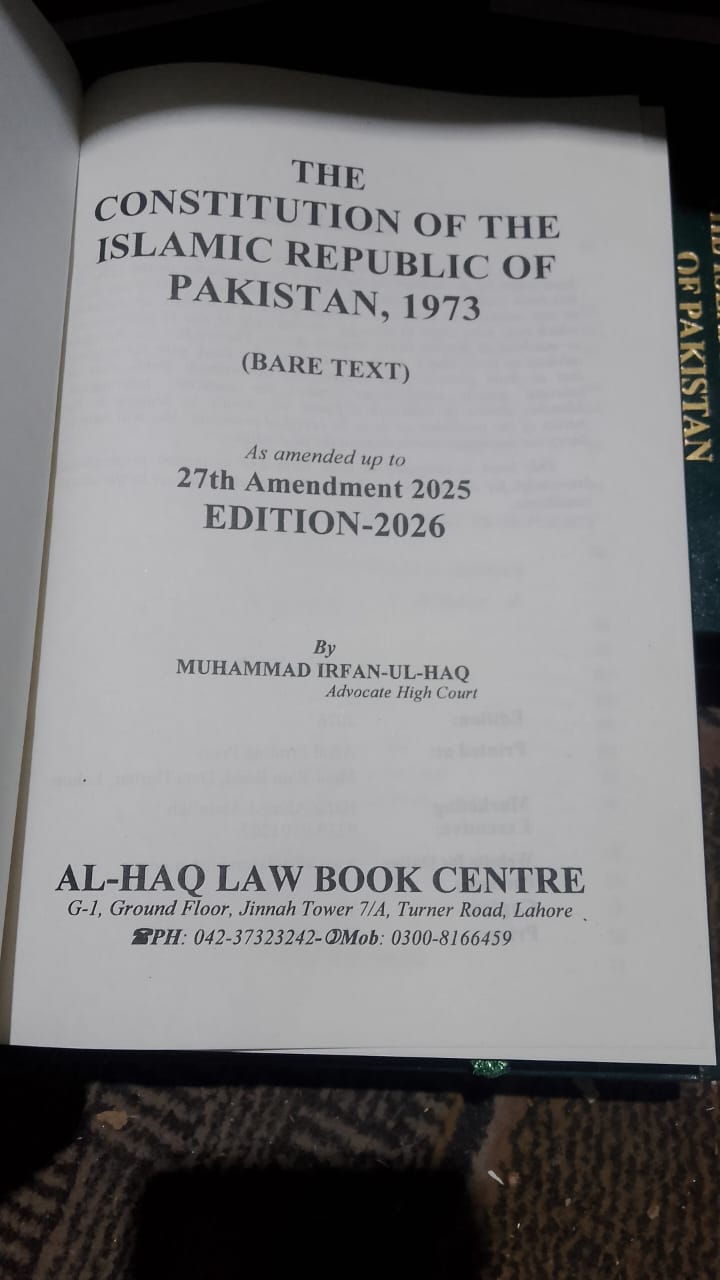 THE
CONSTITUTION OF THE
ISLAMIC REPUBLIC OF
PAKISTAN, 1973
(BARE TEXT)
As amended up to
27th Amendment 2025
EDITION-2026
By
MUHAMMAD IRFAN-UL-HAQ
Advocate High Court
AL-HAQ LAW BOOK CENTRE
G-1, Ground Floor, Jinnah Tower 7/A, Turner Road, Lahore
☎PH: 042-37323242-✆Mob: 0300-8166459
OF PAKISTAN